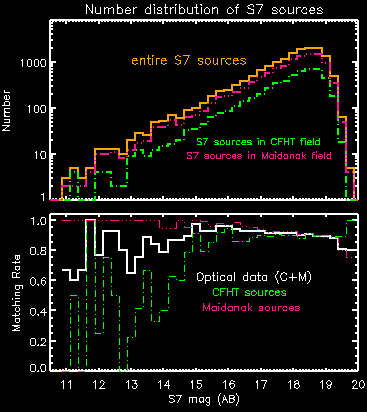 Number distribution of S7 sources
1000
100
10
1
Number
entire S7 sources
S7 sources in CFHT field
S7 sources in Maidanak field
1.0
0.8
0.6
0.4
0.2
0.0
Matching Rate
Optical data (C+M)
CFHT sources
Maidanak sources
11 12 13 14 15 16 17 18 19 20
S7 mag (AB)